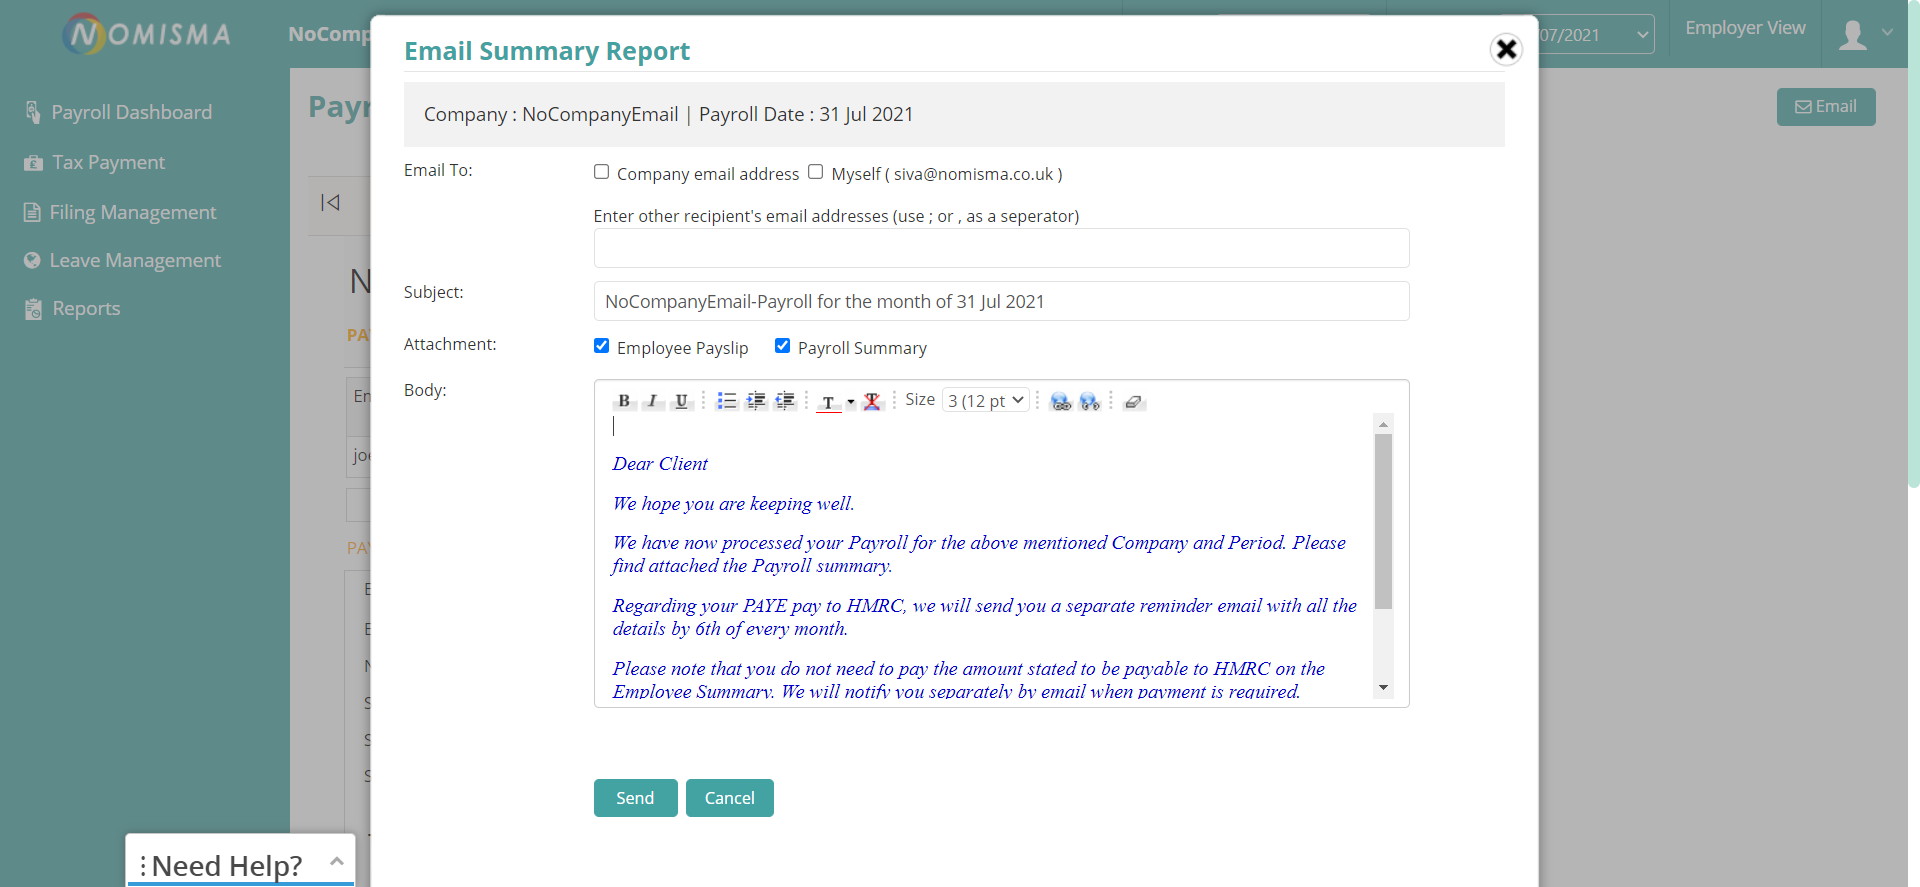 NOMISMA
NoComp
07/2021
Employer View
Payroll Dashboard
Tax Payment
Filing Management
Leave Management
Reports
Payr
Email
N
PA
En
joe
PA
Email Summary Report
Company : NoCompanyEmail | Payroll Date : 31 Jul 2021
Email To:
Company email address Myself ( siva@nomisma.co.uk )
Enter other recipient's email addresses (use ; or , as a seperator)
Subject:
NoCompanyEmail-Payroll for the month of 31 Jul 2021
Attachment:
Employee Payslip Payroll Summary
Body:
B I U T T Size 3 (12 pt
Dear Client
We hope you are keeping well.
We have now processed your Payroll for the above mentioned Company and Period. Please
find attached the Payroll summary.
Regarding your PAYE pay to HMRC, we will send you a separate reminder email with all the
details by 6th of every month.
Please note that you do not need to pay the amount stated to be payable to HMRC on the
Employee Summary. We will notify you separately by email when payment is required.
Send
Cancel
Need Help?